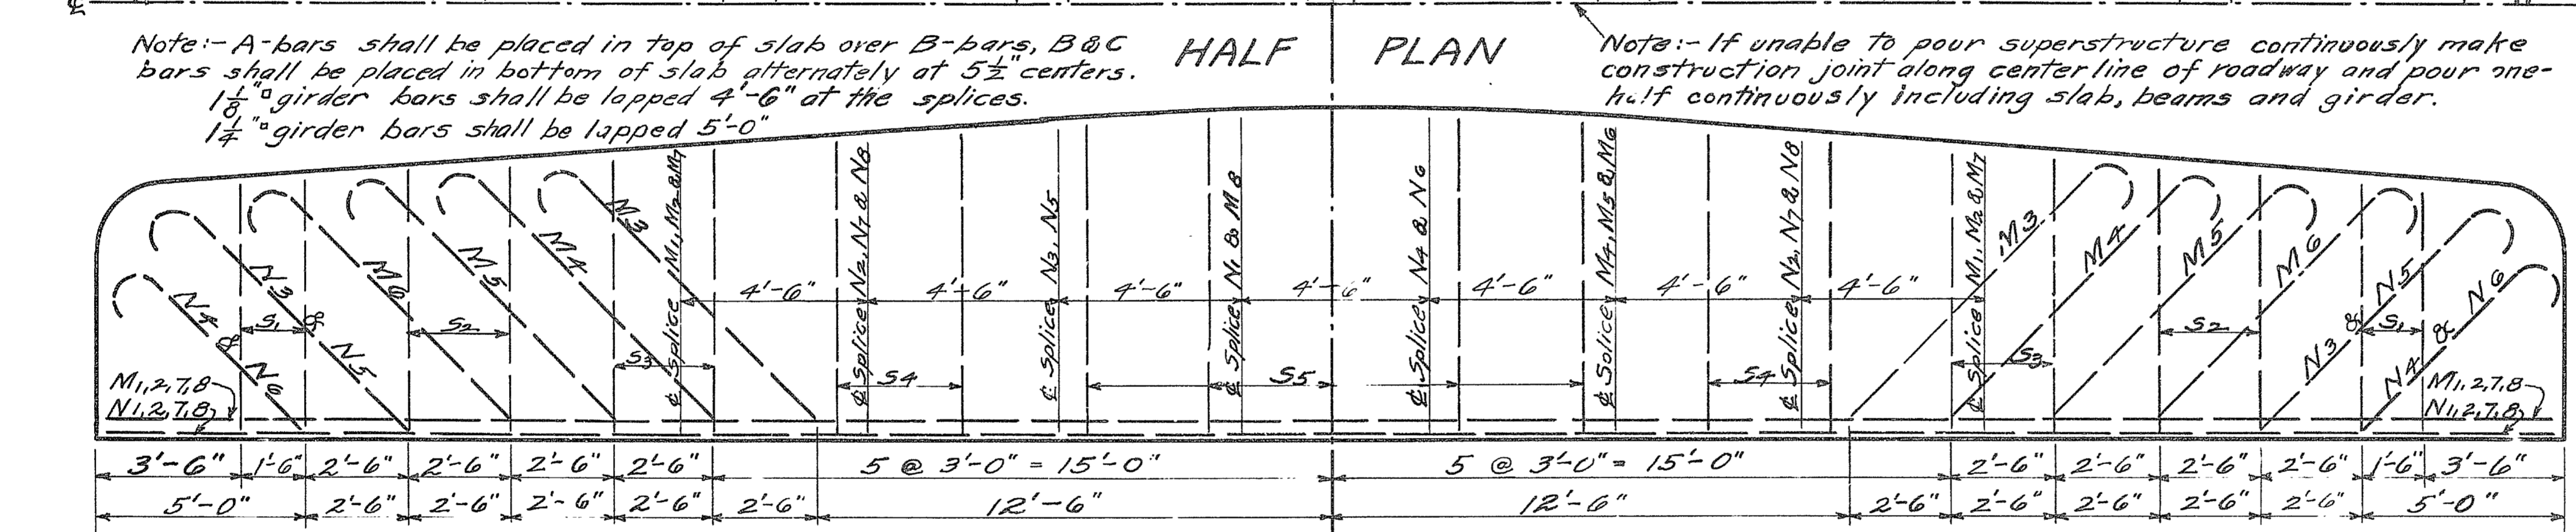 Note:- A-bars shall be placed in top of slab over B-bars, B & C
bars shall be placed in bottom of slab alternately at 5½" centers.
1⅛"□ girder bars shall be lapped 4'-6" at the splices.
1¼"□ girder bars shall be lapped 5'-0"
HALF PLAN
Note:- If unable to pour superstructure continuously make
construction joint along center line of roadway and pour one-
half continuously including slab, beams and girder.
N4 & N6
N3 & N5
M6
M5
M4
M3
℄ Splice M1, M2 & M7
℄ Splice N2, N7 & N8
℄ Splice N3, N5
℄ Splice N1 & M8
℄ Splice N4 & N6
℄ Splice M4, M5 & M6
℄ Splice N2, N7 & N8
℄ Splice M1, M2 & M7
M3
M4
M5
M6
N3 & N5
N4 & N6
4'-6" 4'-6" 4'-6" 4'-6" 4'-6" 4'-6" 4'-6"
S1 S2 S3 S4 S5 S4 S3 S2 S1
M1,2,7,8
N1,2,7,8
M1,2,7,8
N1,2,7,8
3'-6" 1'-6" 2'-6" 2'-6" 2'-6" 2'-6" 5 @ 3'-0" = 15'-0" 5 @ 3'-0" = 15'-0" 2'-6" 2'-6" 2'-6" 2'-6" 1'-6" 3'-6"
5'-0" 2'-6" 2'-6" 2'-6" 2'-6" 2'-6" 12'-6" 12'-6" 2'-6" 2'-6" 2'-6" 2'-6" 2'-6" 5'-0"